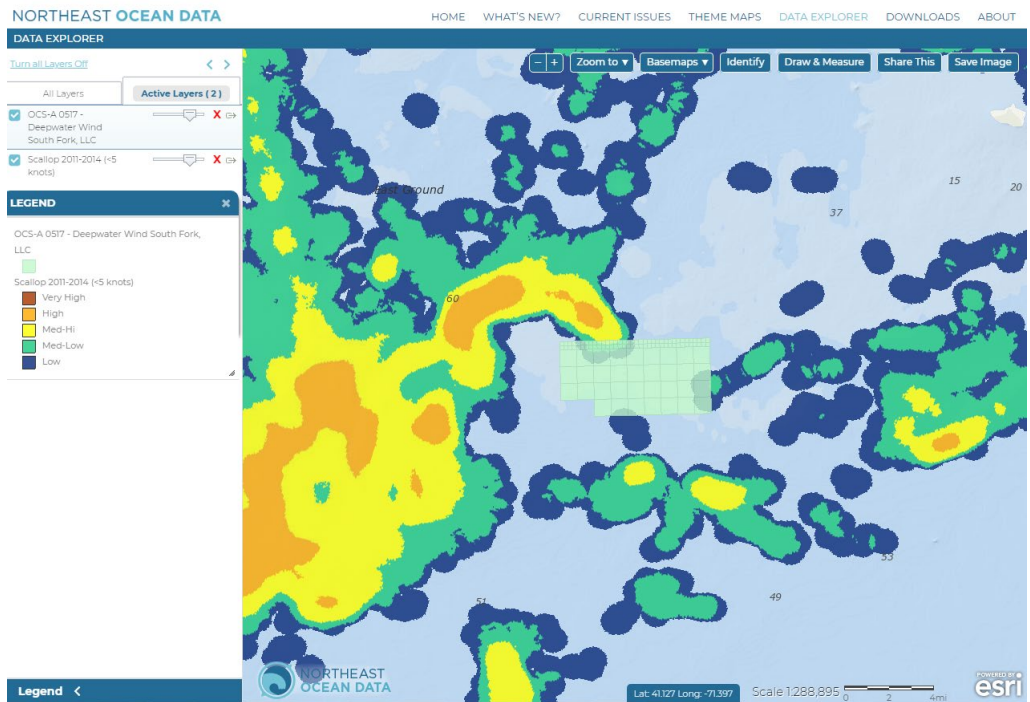 NORTHEAST OCEAN DATA
HOME WHAT'S NEW? CURRENT ISSUES THEME MAPS DATA EXPLORER DOWNLOADS ABOUT
DATA EXPLORER
Turn all Layers Off
All Layers Active Layers ( 2 )
OCS-A 0517 -
Deepwater Wind
South Fork, LLC
X
Scallop 2011-2014 (<5
knots)
X
LEGEND
OCS-A 0517 - Deepwater Wind South Fork,
LLC
Scallop 2011-2014 (<5 knots)
Very High
High
Med-Hi
Med-Low
Low
Legend
− + Zoom to ▼ Basemaps ▼ Identify Draw & Measure Share This Save Image
East Ground
15
20
37
60
53
49
51
NORTHEAST
OCEAN DATA
Lat: 41.127 Long: -71.397
Scale 1:288,895
0 2 4mi
POWERED BY
esri